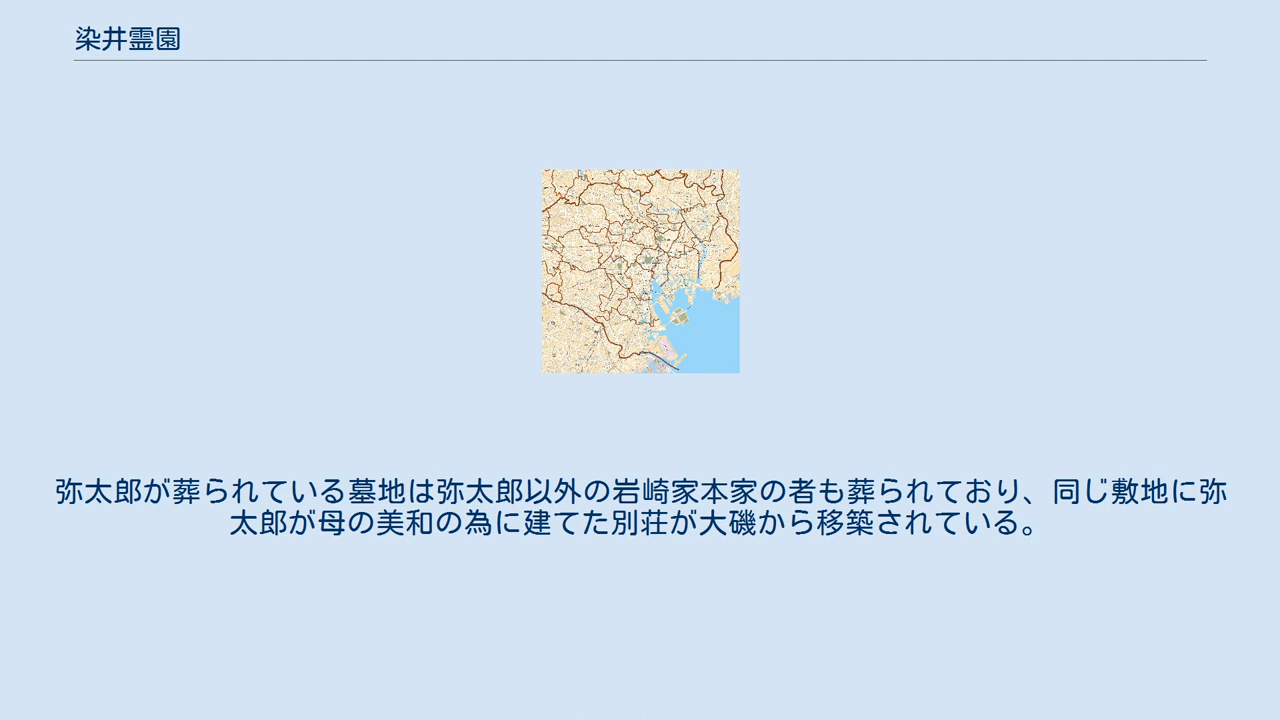 染井霊園
弥太郎が葬られている墓地は弥太郎以外の岩崎家本家の者も葬られており、同じ敷地に弥
太郎が母の美和の為に建てた別荘が大磯から移築されている。